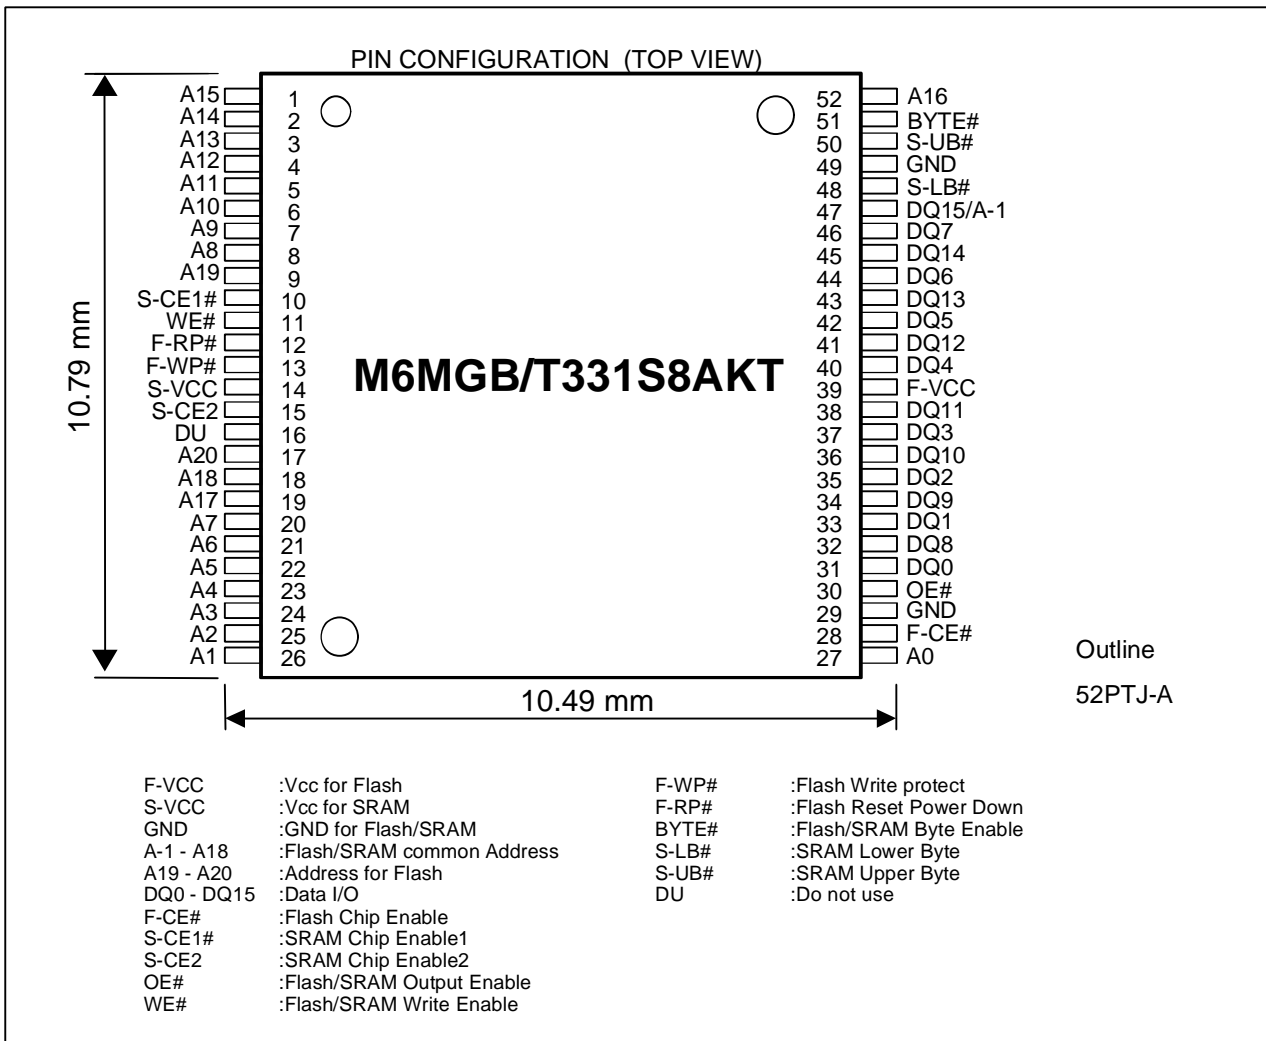 PIN CONFIGURATION (TOP VIEW)
A15 1 52 A16
A14 2 51 BYTE#
A13 3 50 S-UB#
A12 4 49 GND
A11 5 48 S-LB#
A10 6 47 DQ15/A-1
A9 7 46 DQ7
A8 8 45 DQ14
A19 9 44 DQ6
S-CE1# 10 43 DQ13
WE# 11 42 DQ5
F-RP# 12 41 DQ12
F-WP# 13 40 DQ4
S-VCC 14 39 F-VCC
S-CE2 15 38 DQ11
DU 16 37 DQ3
A20 17 36 DQ10
A18 18 35 DQ2
A17 19 34 DQ9
A7 20 33 DQ1
A6 21 32 DQ8
A5 22 31 DQ0
A4 23 30 OE#
A3 24 29 GND
A2 25 28 F-CE#
A1 26 27 A0
M6MGB/T331S8AKT
10.79 mm
10.49 mm
Outline
52PTJ-A
F-VCC :Vcc for Flash
S-VCC :Vcc for SRAM
GND :GND for Flash/SRAM
A-1 - A18 :Flash/SRAM common Address
A19 - A20 :Address for Flash
DQ0 - DQ15 :Data I/O
F-CE# :Flash Chip Enable
S-CE1# :SRAM Chip Enable1
S-CE2 :SRAM Chip Enable2
OE# :Flash/SRAM Output Enable
WE# :Flash/SRAM Write Enable
F-WP# :Flash Write protect
F-RP# :Flash Reset Power Down
BYTE# :Flash/SRAM Byte Enable
S-LB# :SRAM Lower Byte
S-UB# :SRAM Upper Byte
DU :Do not use